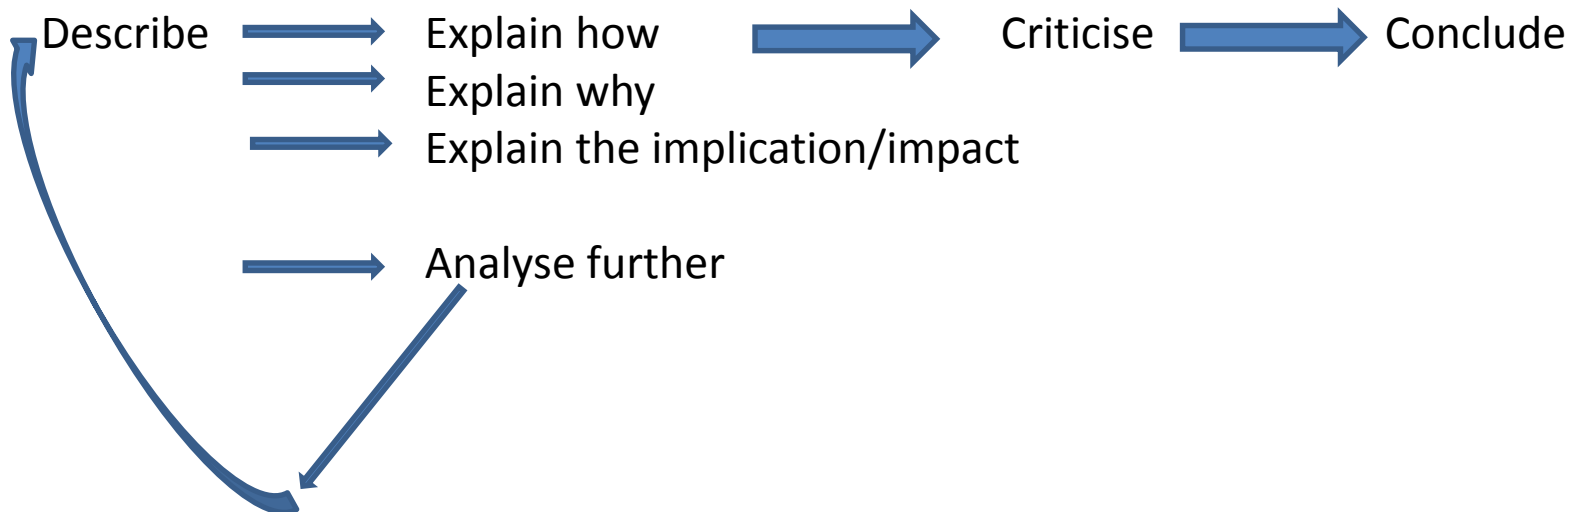 Describe Explain how Criticise Conclude
Explain why
Explain the implication/impact
Analyse further